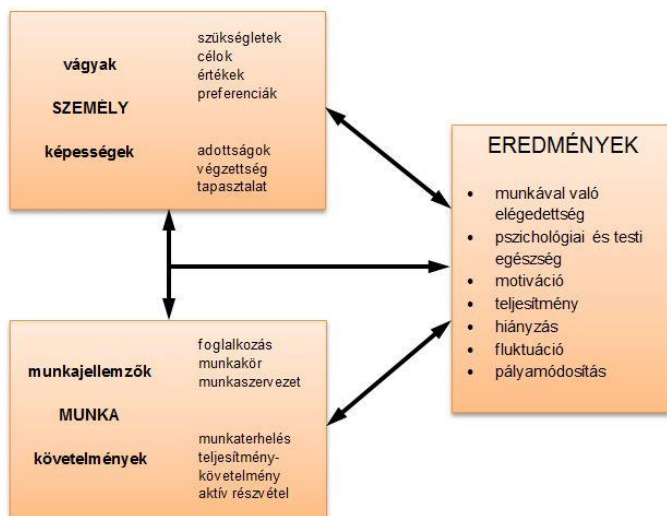 vágyak
SZEMÉLY
képességek
szükségletek
célok
értékek
preferenciák
adottságok
végzettség
tapasztalat
munkajellemzők
MUNKA
követelmények
foglalkozás
munkakör
munkaszervezet
munkaterhelés
teljesítmény-
követelmény
aktív részvétel
EREDMÉNYEK
• munkával való
elégedettség
• pszichológiai és testi
egészség
• motiváció
• teljesítmény
• hiányzás
• fluktuáció
• pályamódosítás